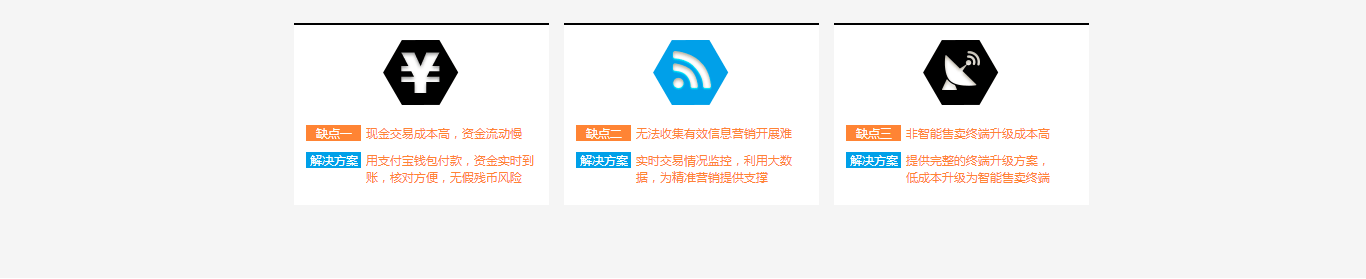 ¥
缺点一 现金交易成本高，资金流动慢
解决方案 用支付宝钱包付款，资金实时到
账，核对方便，无假残币风险
缺点二 无法收集有效信息营销开展难
解决方案 实时交易情况监控，利用大数
据，为精准营销提供支撑
缺点三 非智能售卖终端升级成本高
解决方案 提供完整的终端升级方案，
低成本升级为智能售卖终端